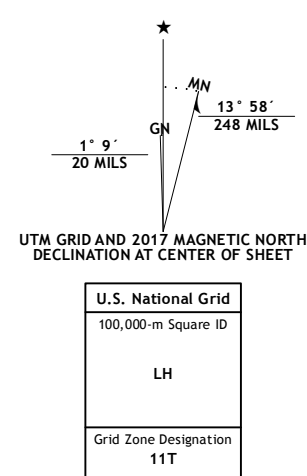 ★
MN
GN
13° 58´
248 MILS
1° 9´
20 MILS
UTM GRID AND 2017 MAGNETIC NORTH
DECLINATION AT CENTER OF SHEET
U.S. National Grid
100,000-m Square ID
LH
Grid Zone Designation
11T